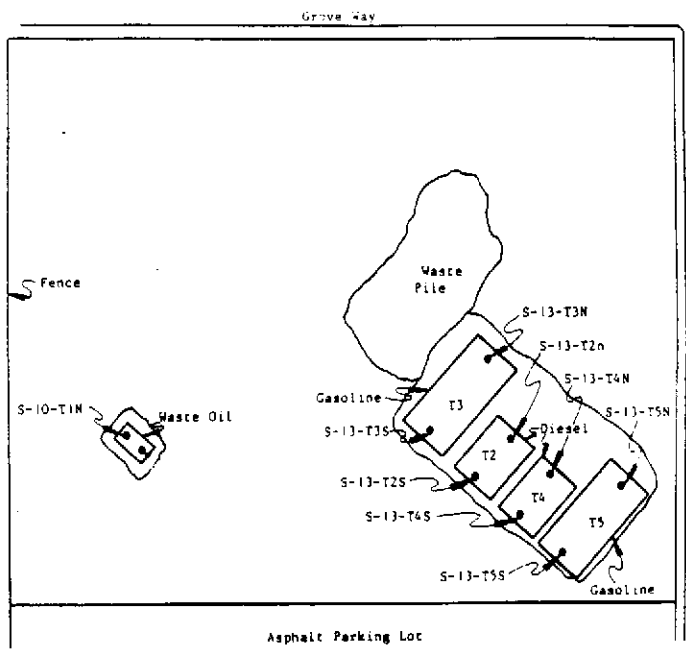 Grove Way
Waste
Pile
Fence
S-13-T3N
S-13-T2n
S-13-T4N
Gasoline
T3
S-10-T1N
Waste Oil
S-13-T5N
Diesel
S-13-T3S
T2
S-13-T2S
T4
S-13-T4S
T5
S-13-T5S
Gasoline
Asphalt Parking Lot